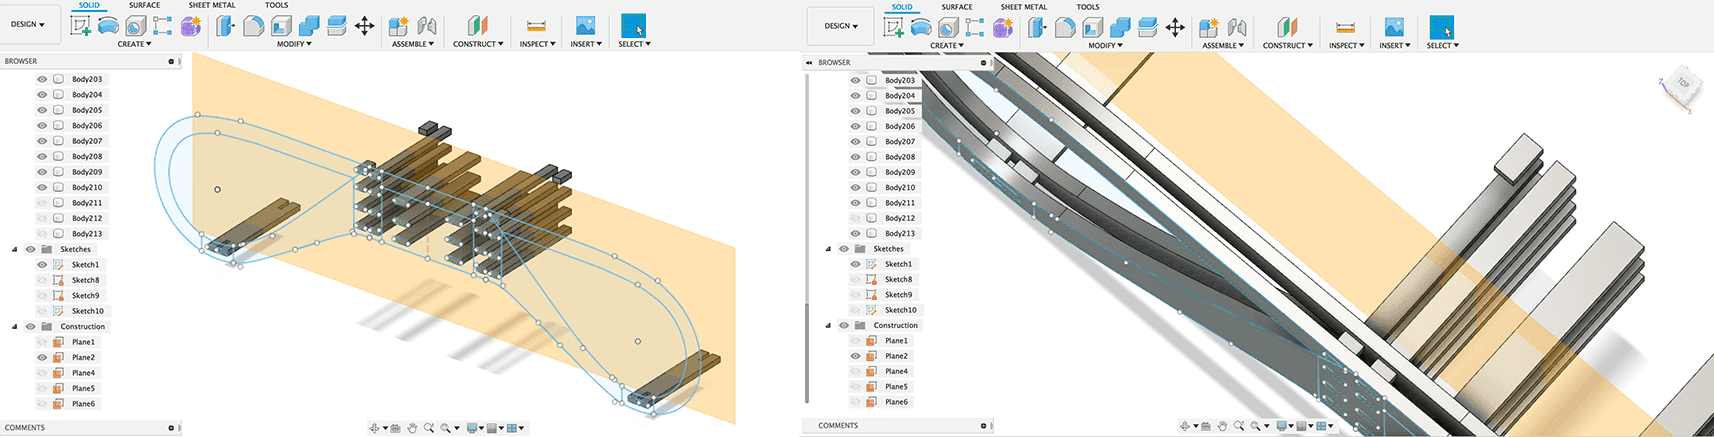 SOLID SURFACE SHEET METAL TOOLS
DESIGN ▾
CREATE ▾ MODIFY ▾ ASSEMBLE ▾ CONSTRUCT ▾ INSPECT ▾ INSERT ▾ SELECT ▾
BROWSER
Body203
Body204
Body205
Body206
Body207
Body208
Body209
Body210
Body211
Body212
Body213
Sketches
Sketch1
Sketch8
Sketch9
Sketch10
Construction
Plane1
Plane2
Plane4
Plane5
Plane6
COMMENTS
SOLID SURFACE SHEET METAL TOOLS
DESIGN ▾
CREATE ▾ MODIFY ▾ ASSEMBLE ▾ CONSTRUCT ▾ INSPECT ▾ INSERT ▾ SELECT ▾
BROWSER
Body203
Body204
Body205
Body206
Body207
Body208
Body209
Body210
Body211
Body212
Body213
Sketches
Sketch1
Sketch8
Sketch9
Sketch10
Construction
Plane1
Plane2
Plane4
Plane5
Plane6
COMMENTS
Z
TOP
X